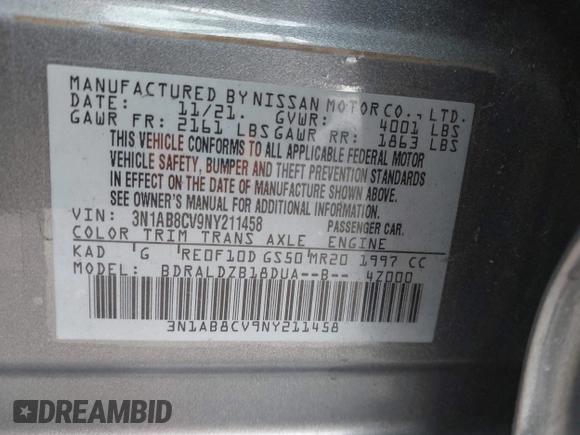 MANUFACTURED BY NISSAN MOTOR CO., LTD.
DATE: 11/21. GVWR: 4001 LBS
GAWR FR: 2161 LBS GAWR RR: 1863 LBS
THIS VEHICLE CONFORMS TO ALL APPLICABLE FEDERAL MOTOR
VEHICLE SAFETY, BUMPER AND THEFT PREVENTION STANDARDS
IN EFFECT ON THE DATE OF MANUFACTURE SHOWN ABOVE.
SEE OWNER'S MANUAL FOR ADDITIONAL INFORMATION.
VIN: 3N1AB8CV9NY211458 PASSENGER CAR.
COLOR TRIM TRANS AXLE ENGINE
KAD G RE0F10D GS50 MR20 1997 CC
MODEL: BDRALDZB18DUA--B-- 4Z000
3N1AB8CV9NY211458
DREAMBID